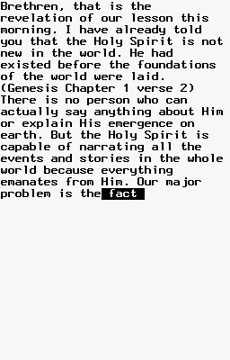 Brethren, that is the
revelation of our lesson this
morning. I have already told
you that the Holy Spirit is not
new in the world. He had
existed before the foundations
of the world were laid.
(Genesis Chapter 1 verse 2)
There is no person who can
actually say anything about Him
or explain His emergence on
earth. But the Holy Spirit is
capable of narrating all the
events and stories in the whole
world because everything
emanates from Him. Our major
problem is the fact